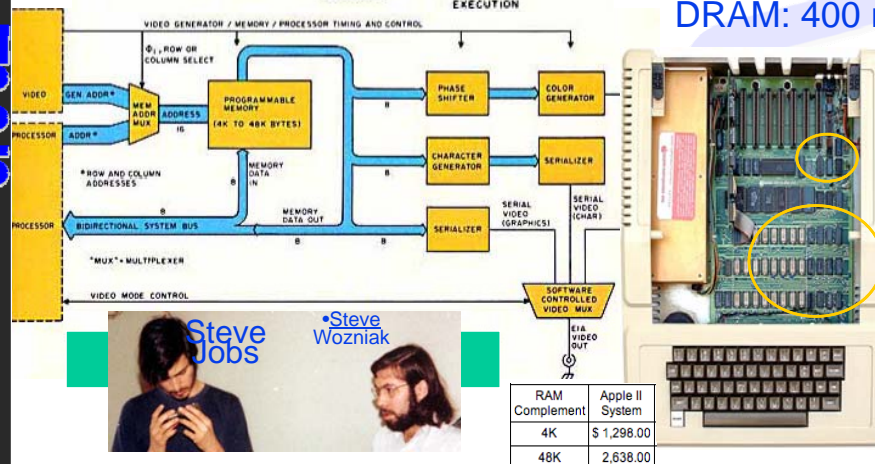 EXECUTION
DRAM: 400
VIDEO GENERATOR / MEMORY / PROCESSOR TIMING AND CONTROL
Φ₁, ROW OR
COLUMN SELECT
VIDEO
GEN ADDR*
MEM
ADDR
MUX
ADDRESS
16
PROGRAMMABLE
MEMORY
(4K TO 48K BYTES)
PHASE
SHIFTER
COLOR
GENERATOR
8
PROCESSOR
ADDR*
*ROW AND COLUMN
ADDRESSES
8
MEMORY
DATA
IN
8
CHARACTER
GENERATOR
SERIALIZER
PROCESSOR
8
BIDIRECTIONAL SYSTEM BUS
MEMORY
DATA OUT
8
8
SERIALIZER
SERIAL
VIDEO
(GRAPHICS)
SERIAL
VIDEO
(CHAR)
"MUX"=MULTIPLEXER
VIDEO MODE CONTROL
SOFTWARE
CONTROLLED
VIDEO MUX
EIA
VIDEO
OUT
Steve
Jobs
•Steve
Wozniak
RAM Complement Apple II System
4K $ 1,298.00
48K 2,638.00